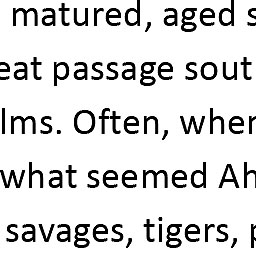 matured, aged s
eat passage sout
lms. Often, wher
what seemed Ah
savages, tigers, p